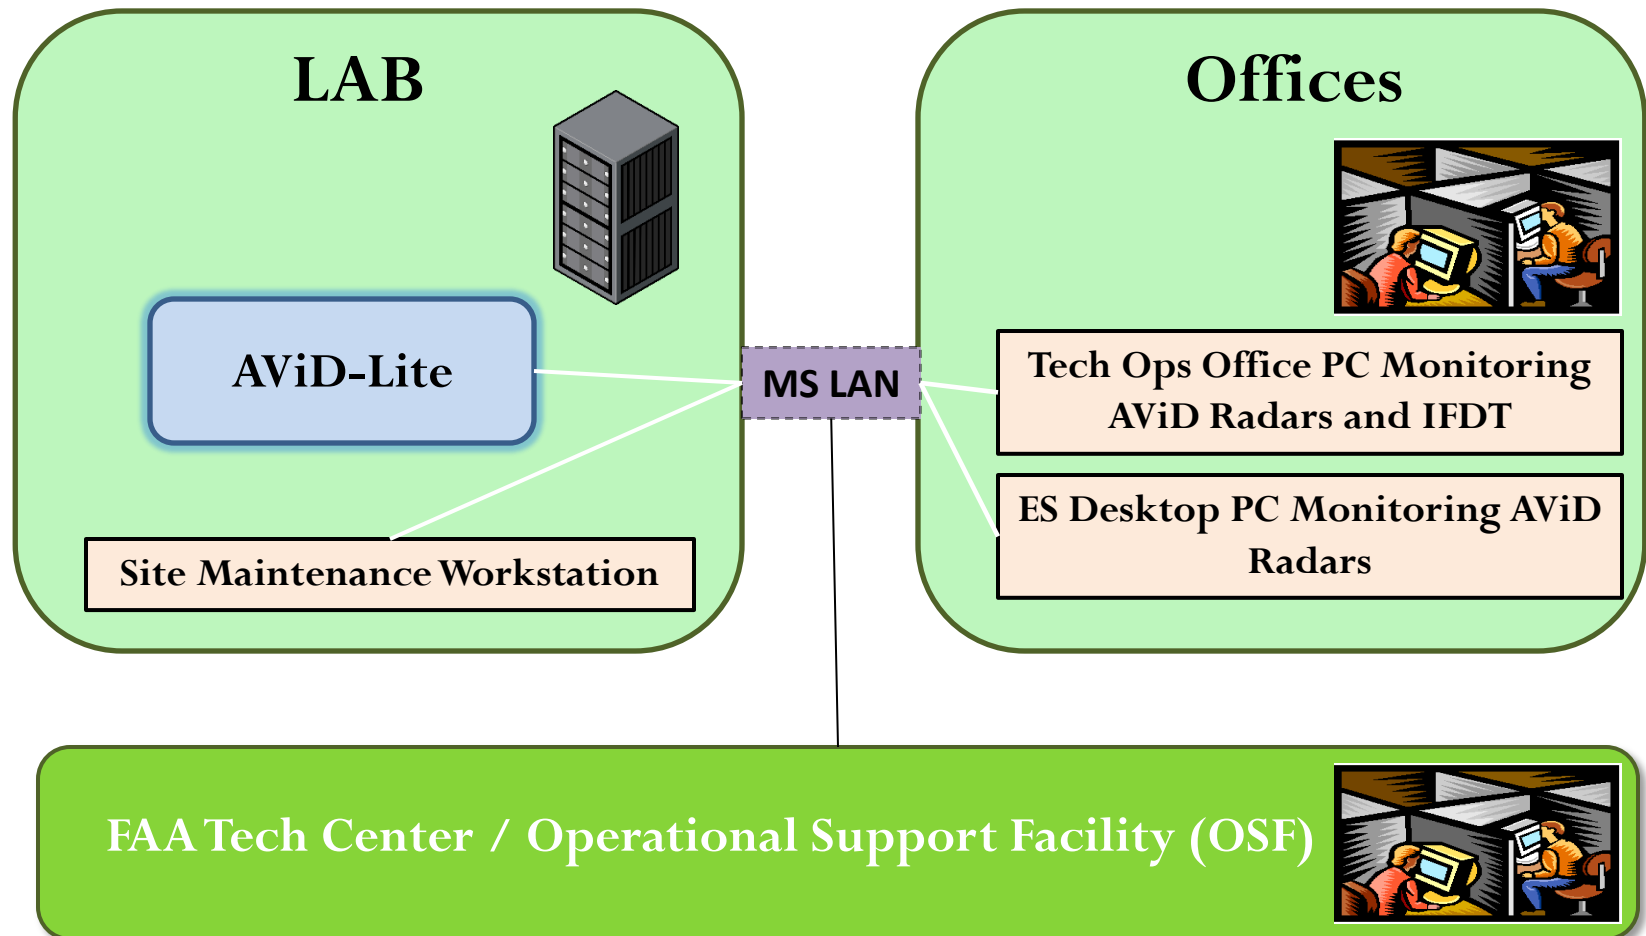 LAB
AViD-Lite
Site Maintenance Workstation
MS LAN
Offices
Tech Ops Office PC Monitoring
AViD Radars and IFDT
ES Desktop PC Monitoring AViD
Radars
FAA Tech Center / Operational Support Facility (OSF)